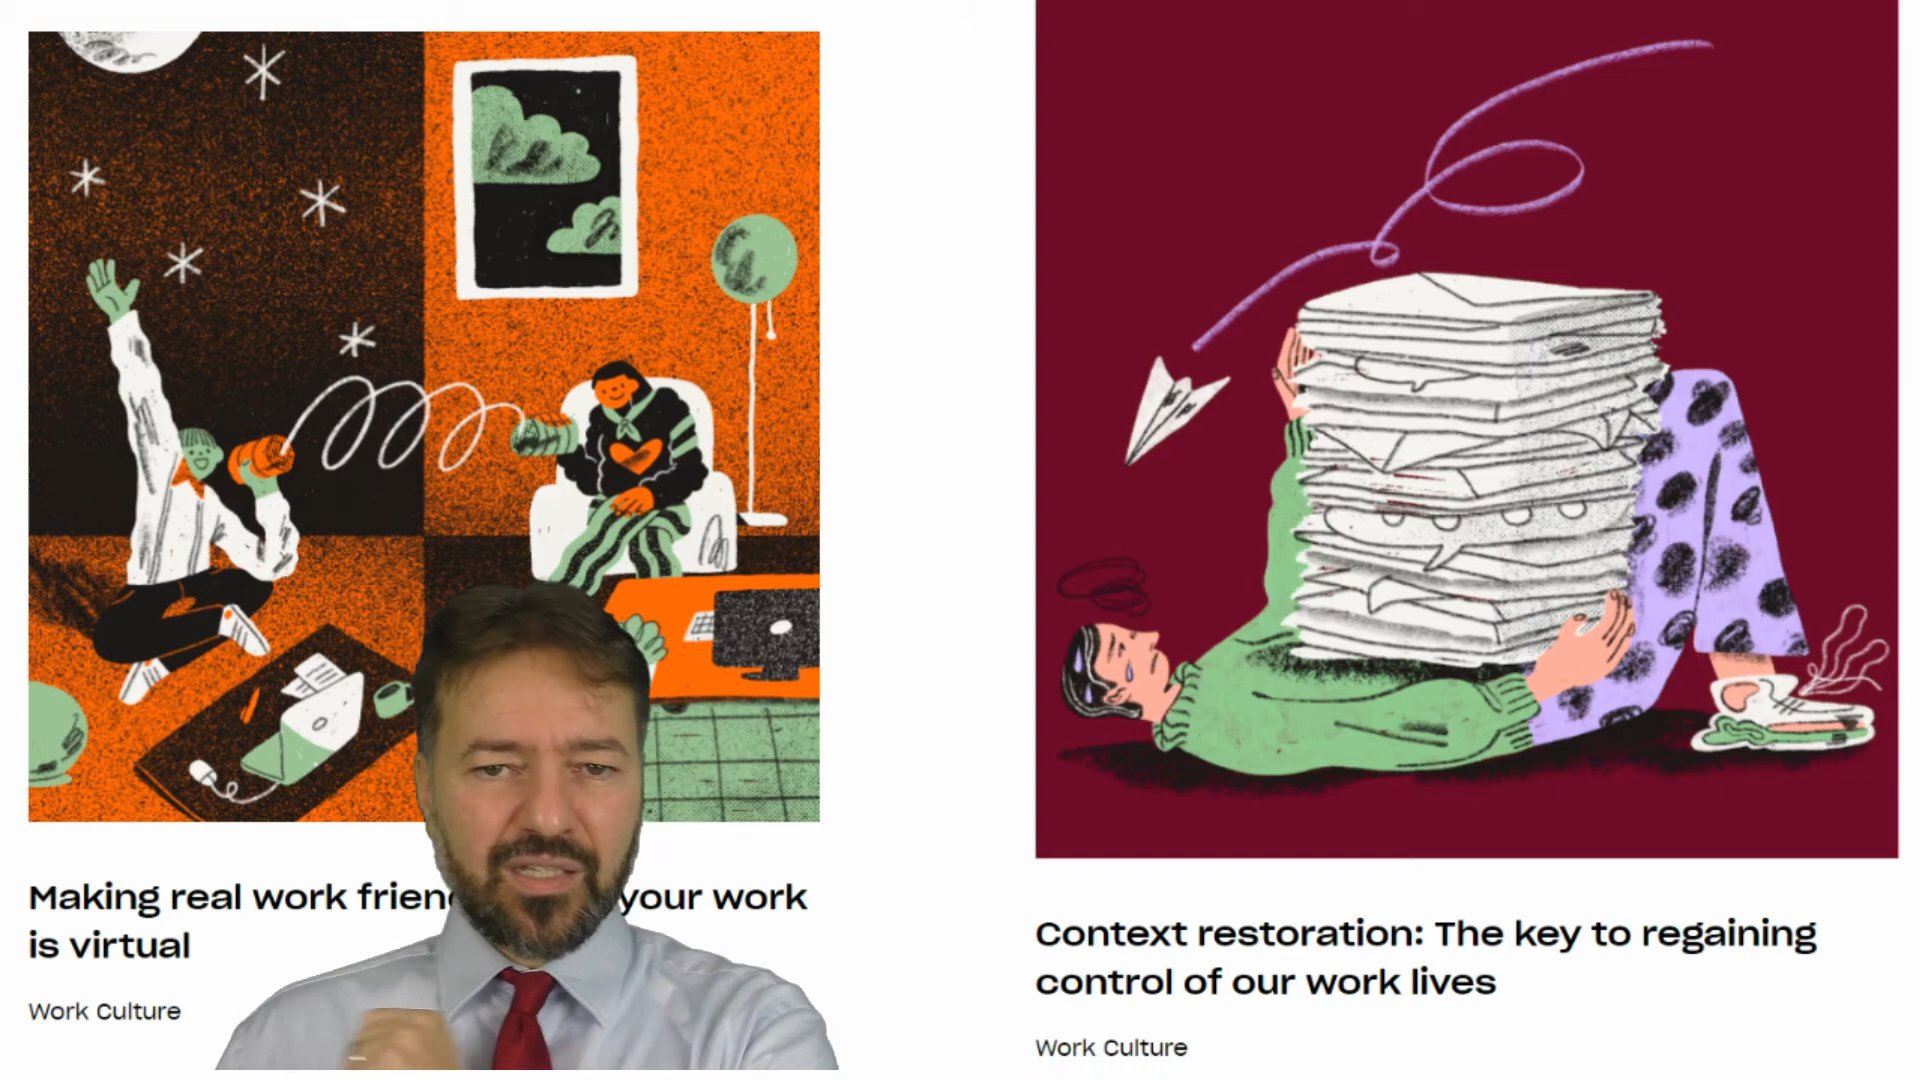 Making real work your work
is virtual
Work Culture
Context restoration: The key to regaining
control of our work lives
Work Culture